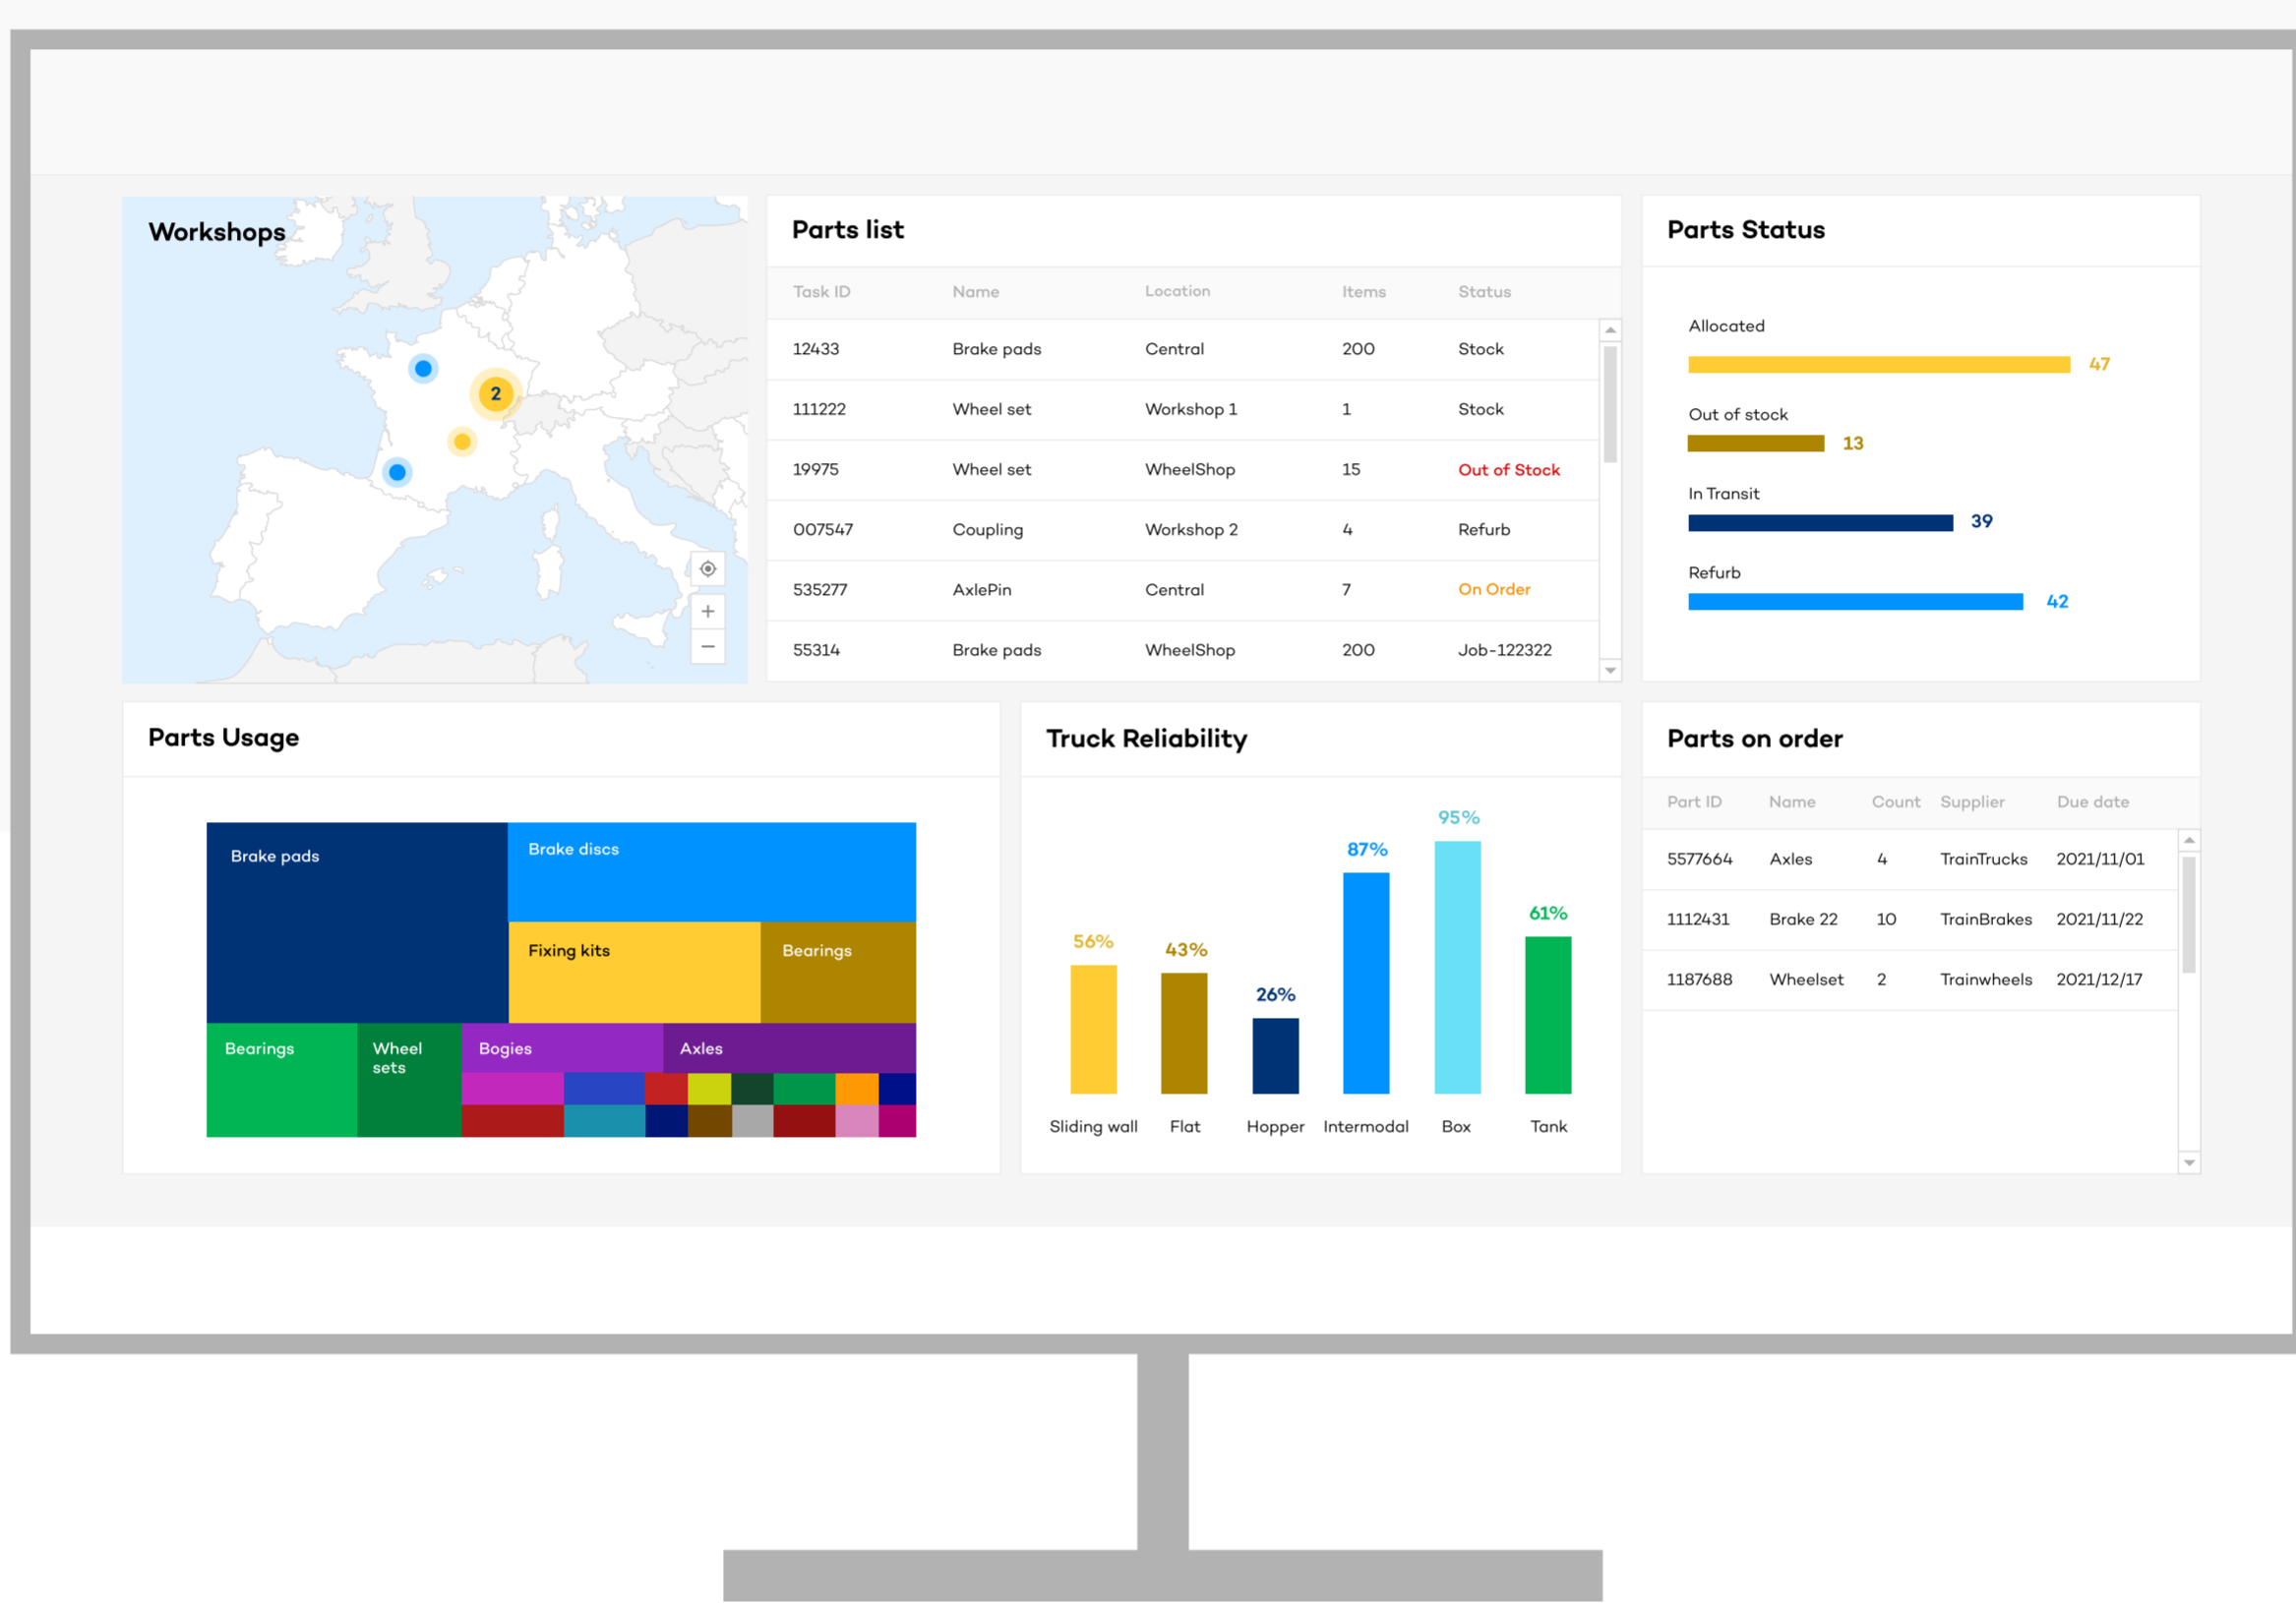 Workshops
2
Parts list
Task ID Name Location Items Status
12433 Brake pads Central 200 Stock
111222 Wheel set Workshop 1 1 Stock
19975 Wheel set WheelShop 15 Out of Stock
007547 Coupling Workshop 2 4 Refurb
535277 AxlePin Central 7 On Order
55314 Brake pads WheelShop 200 Job-122322
Parts Status
Allocated
47
Out of stock
13
In Transit
39
Refurb
42
Parts Usage
Brake pads
Brake discs
Fixing kits
Bearings
Bearings
Wheel
sets
Bogies
Axles
Truck Reliability
56% 43% 26% 87% 95% 61%
Sliding wall Flat Hopper Intermodal Box Tank
Parts on order
Part ID Name Count Supplier Due date
5577664 Axles 4 TrainTrucks 2021/11/01
1112431 Brake 22 10 TrainBrakes 2021/11/22
1187688 Wheelset 2 Trainwheels 2021/12/17